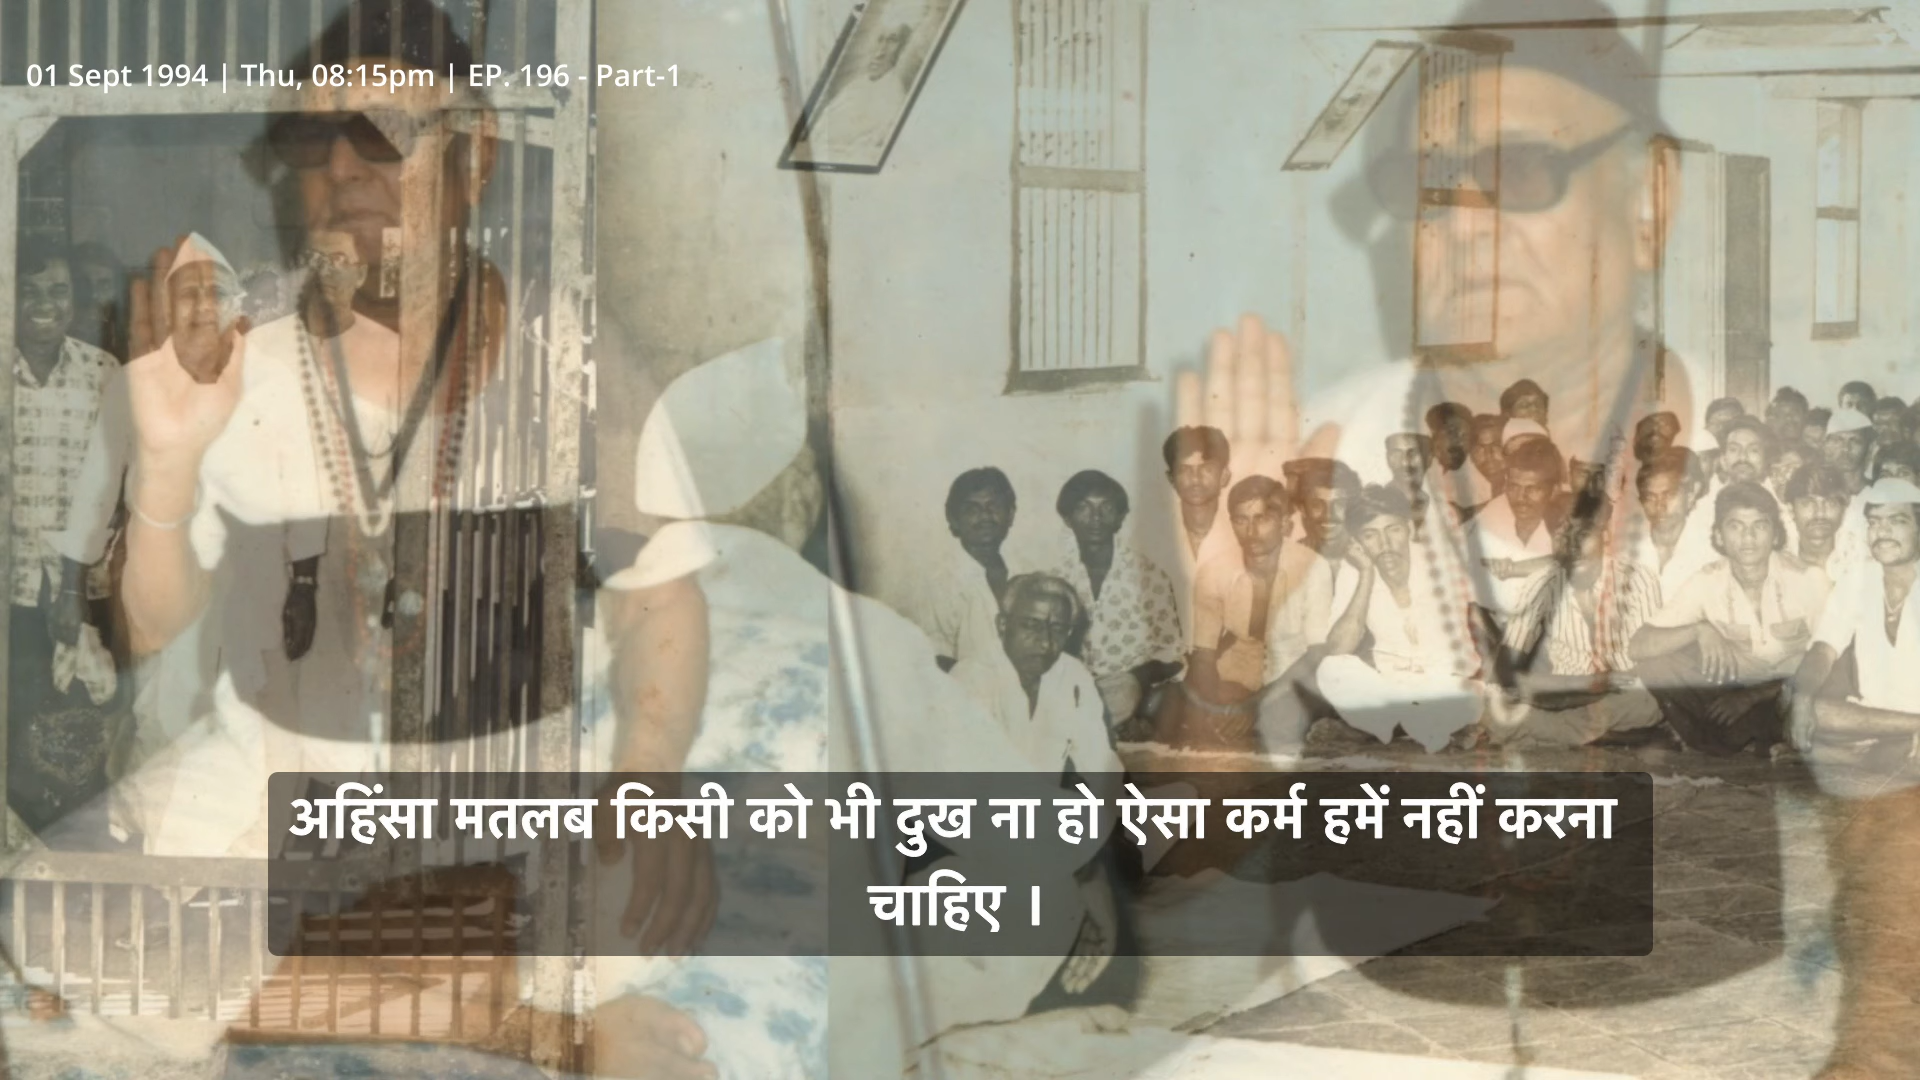 01 Sept 1994 | Thu, 08:15pm | EP. 196 - Part-1
अहिंसा मतलब किसी को भी दुख ना हो ऐसा कर्म हमें नहीं करना
चाहिए ।